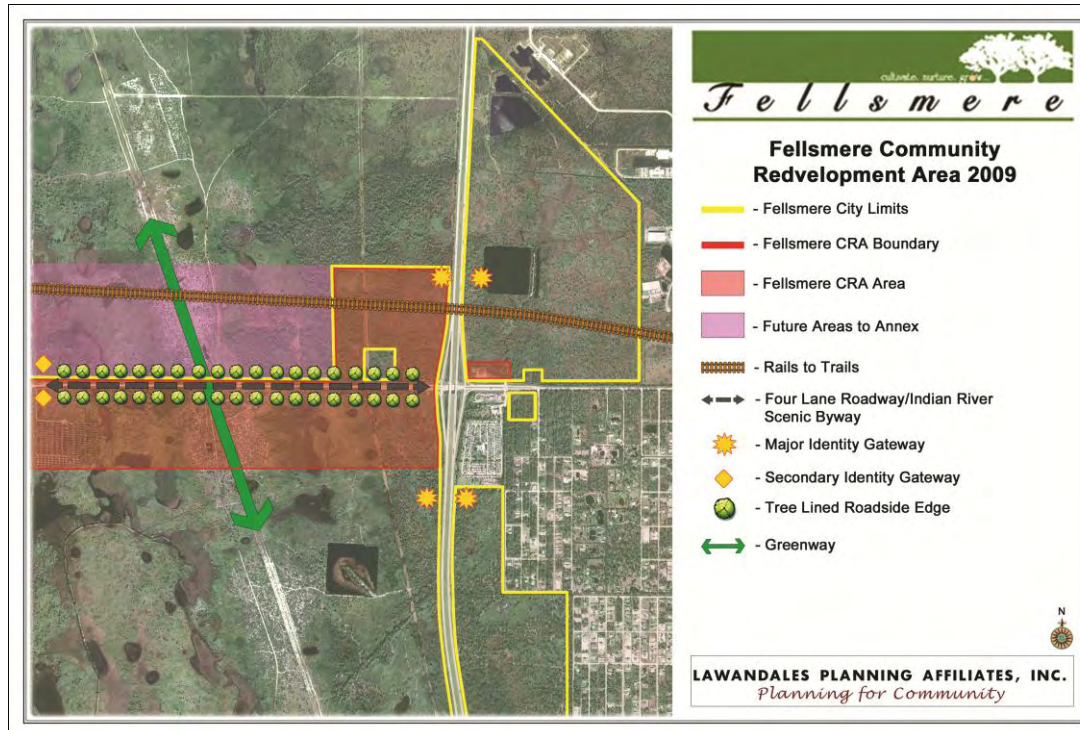 cultivate. nurture. grow...
Fellsmere
Fellsmere Community
Redvelopment Area 2009
- Fellsmere City Limits
- Fellsmere CRA Boundary
- Fellsmere CRA Area
- Future Areas to Annex
- Rails to Trails
- Four Lane Roadway/Indian River
Scenic Byway
- Major Identity Gateway
- Secondary Identity Gateway
- Tree Lined Roadside Edge
- Greenway
N
LAWANDALES PLANNING AFFILIATES, INC.
Planning for Community